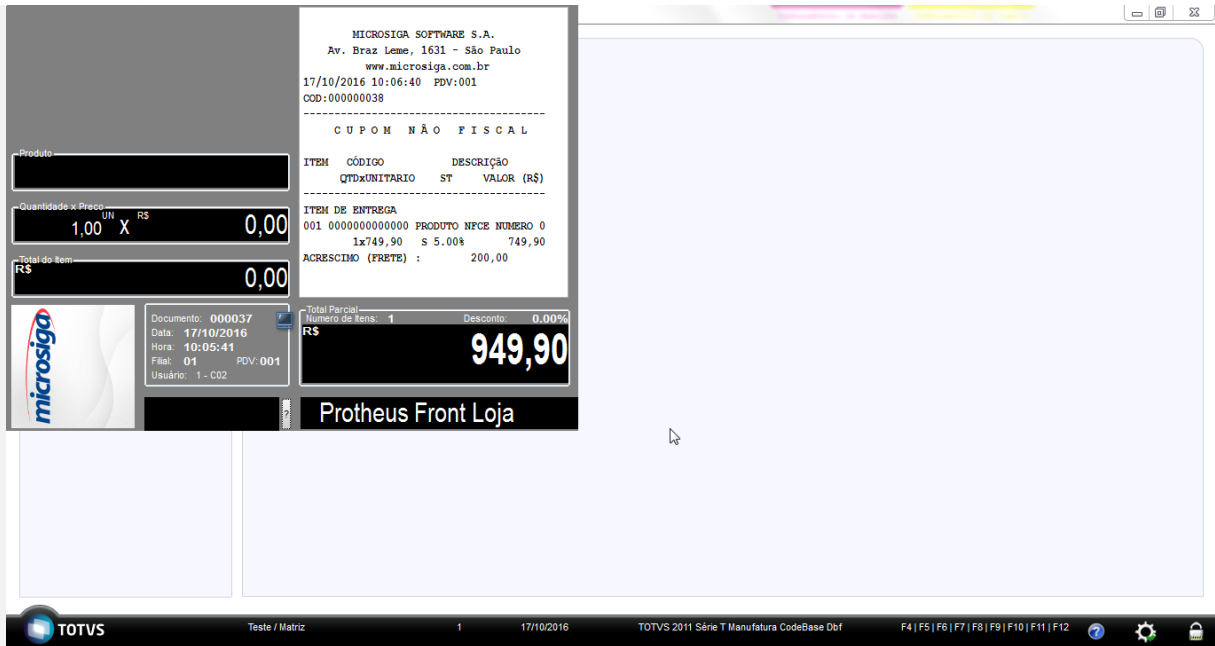 MICROSIGA SOFTWARE S.A.
Av. Braz Leme, 1631 - São Paulo
www.microsiga.com.br
17/10/2016 10:06:40 PDV:001
COD:000000038
------------------------------------------
C U P O M N Ã O F I S C A L
ITEM CÓDIGO DESCRIÇãO
QTDxUNITARIO ST VALOR (R$)
------------------------------------------
ITEM DE ENTREGA
001 0000000000000 PRODUTO NFCE NUMERO 0
1x749,90 S 5.00% 749,90
ACRESCIMO (FRETE) : 200,00
Produto
Quantidade x Preco
1,00 UN X R$ 0,00
Total do Item
R$ 0,00
microsiga
Documento: 000037
Data: 17/10/2016
Hora: 10:05:41
Filial: 01 PDV: 001
Usuário: 1 - C02
Total Parcial
Numero de Itens: 1 Desconto: 0.00%
R$ 949,90
?
Protheus Front Loja
TOTVS Teste / Matriz 1 17/10/2016 TOTVS 2011 Série T Manufatura CodeBase Dbf F4 | F5 | F6 | F7 | F8 | F9 | F10 | F11 | F12 ?